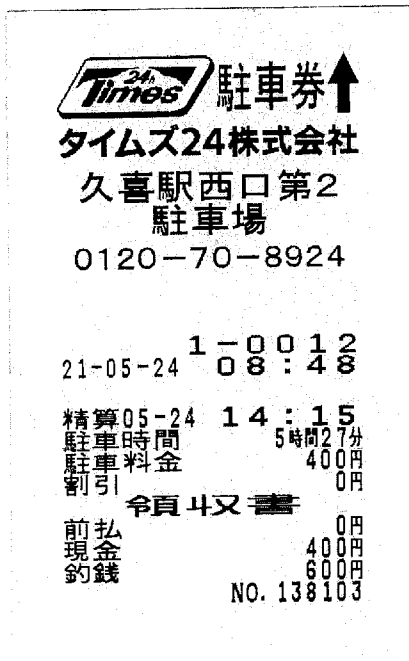 24h Times 駐車券↑
タイムズ24株式会社
久喜駅西口第2
駐車場
0120-70-8924
1-0012
21-05-24 08:48
精算05-24 14:15
駐車時間 5時間27分
駐車料金 400円
割引 0円
領収書
前払 0円
現金 400円
釣銭 600円
NO. 138103